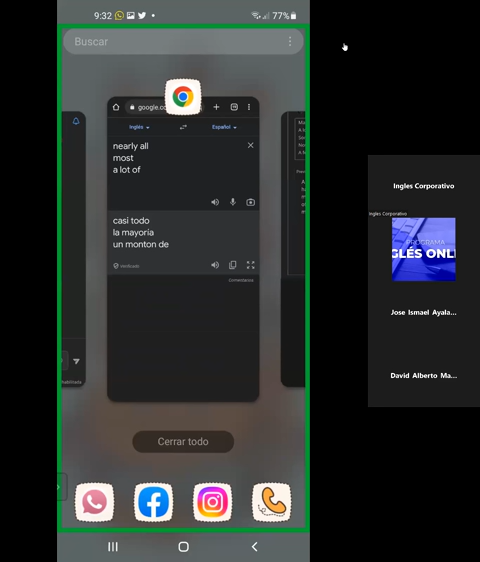 9:32
77%
Buscar
google.co
Inglés
Español
nearly all
most
a lot of
casi todo
la mayoría
un monton de
Verificado
Comentarios
Cerrar todo
Ingles Corporativo
Ingles Corporativo
PROGRAMA
GLÉS ONLI
Jose Ismael Ayala...
David Alberto Ma...